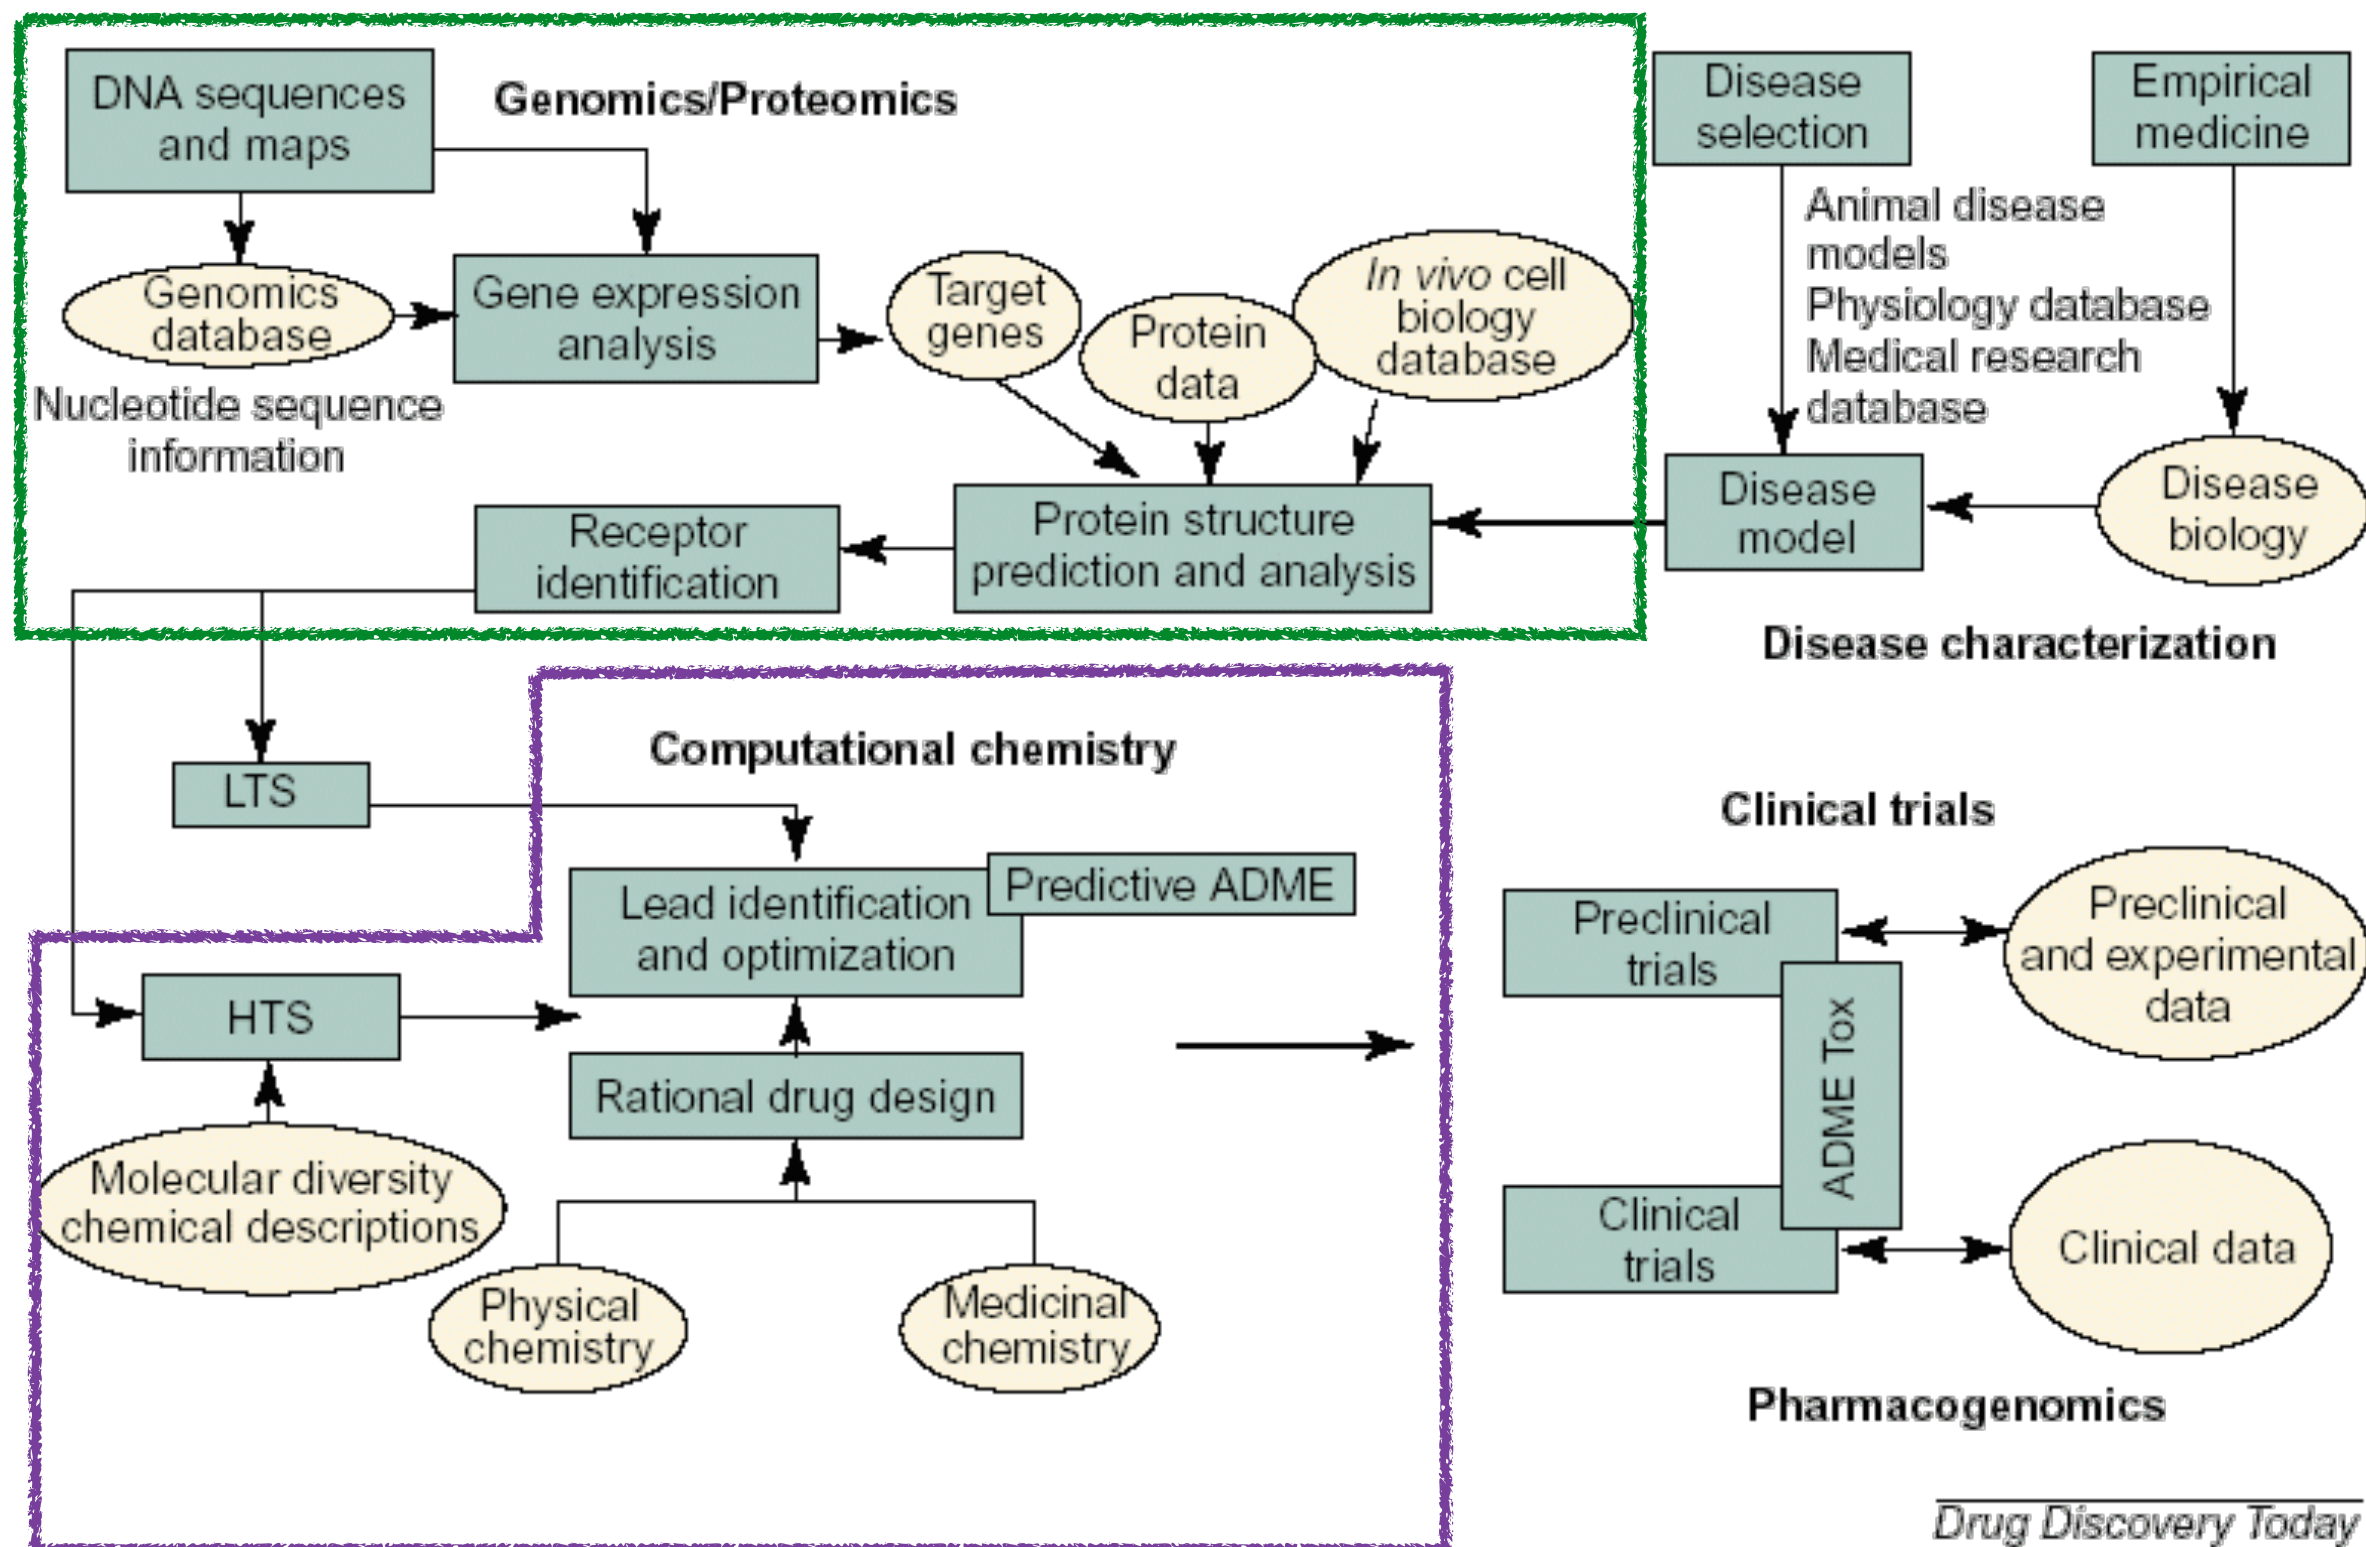 DNA sequences
and maps
Genomics/Proteomics
Disease
selection
Empirical
medicine
Genomics
database
Gene expression
analysis
Target
genes
Protein
data
In vivo cell
biology
database
Animal disease
models
Physiology database
Medical research
database
Nucleotide sequence
information
Receptor
identification
Protein structure
prediction and analysis
Disease
model
Disease
biology
Disease characterization
LTS
Computational chemistry
Clinical trials
Lead identification
and optimization
Predictive ADME
Preclinical
trials
Preclinical
and experimental
data
HTS
Rational drug design
ADME Tox
Molecular diversity
chemical descriptions
Clinical
trials
Clinical data
Physical
chemistry
Medicinal
chemistry
Pharmacogenomics
Drug Discovery Today